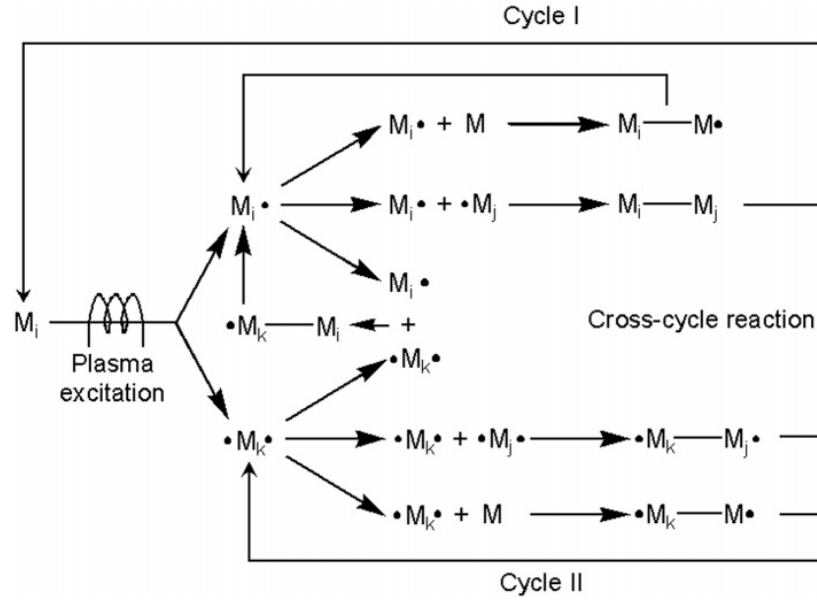 Cycle I
Mᵢ• + M → Mᵢ—M•
Mᵢ• Mᵢ• + •Mⱼ → Mᵢ—Mⱼ
Mᵢ•
Mᵢ •Mₖ—Mᵢ ← + Cross-cycle reaction
Plasma
excitation
•Mₖ•
•Mₖ• •Mₖ• + •Mⱼ• → •Mₖ—Mⱼ•
•Mₖ• + M → •Mₖ—M•
Cycle II